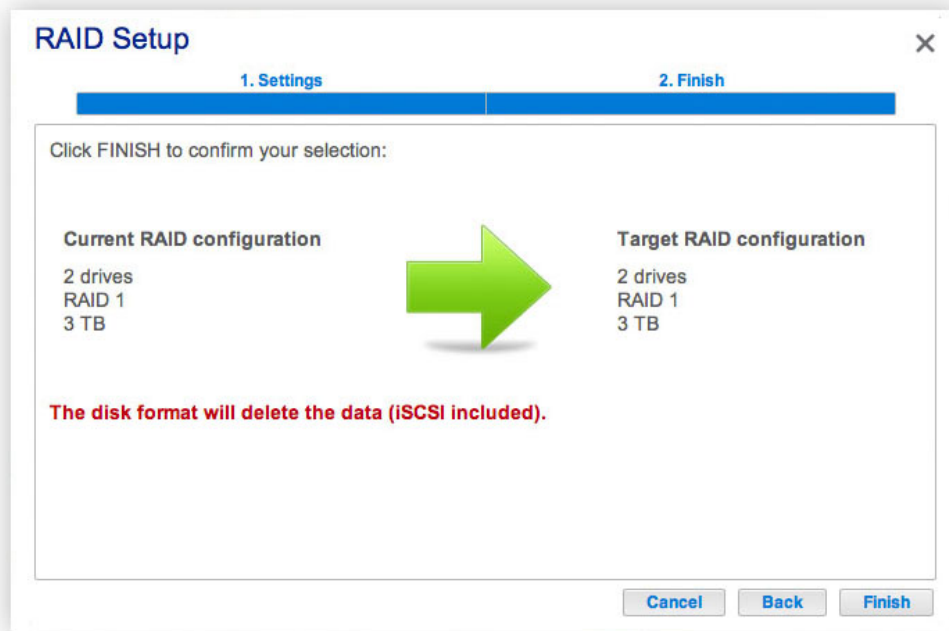 RAID Setup
1. Settings
2. Finish
Click FINISH to confirm your selection:
Current RAID configuration
2 drives
RAID 1
3 TB
Target RAID configuration
2 drives
RAID 1
3 TB
The disk format will delete the data (iSCSI included).
Cancel
Back
Finish